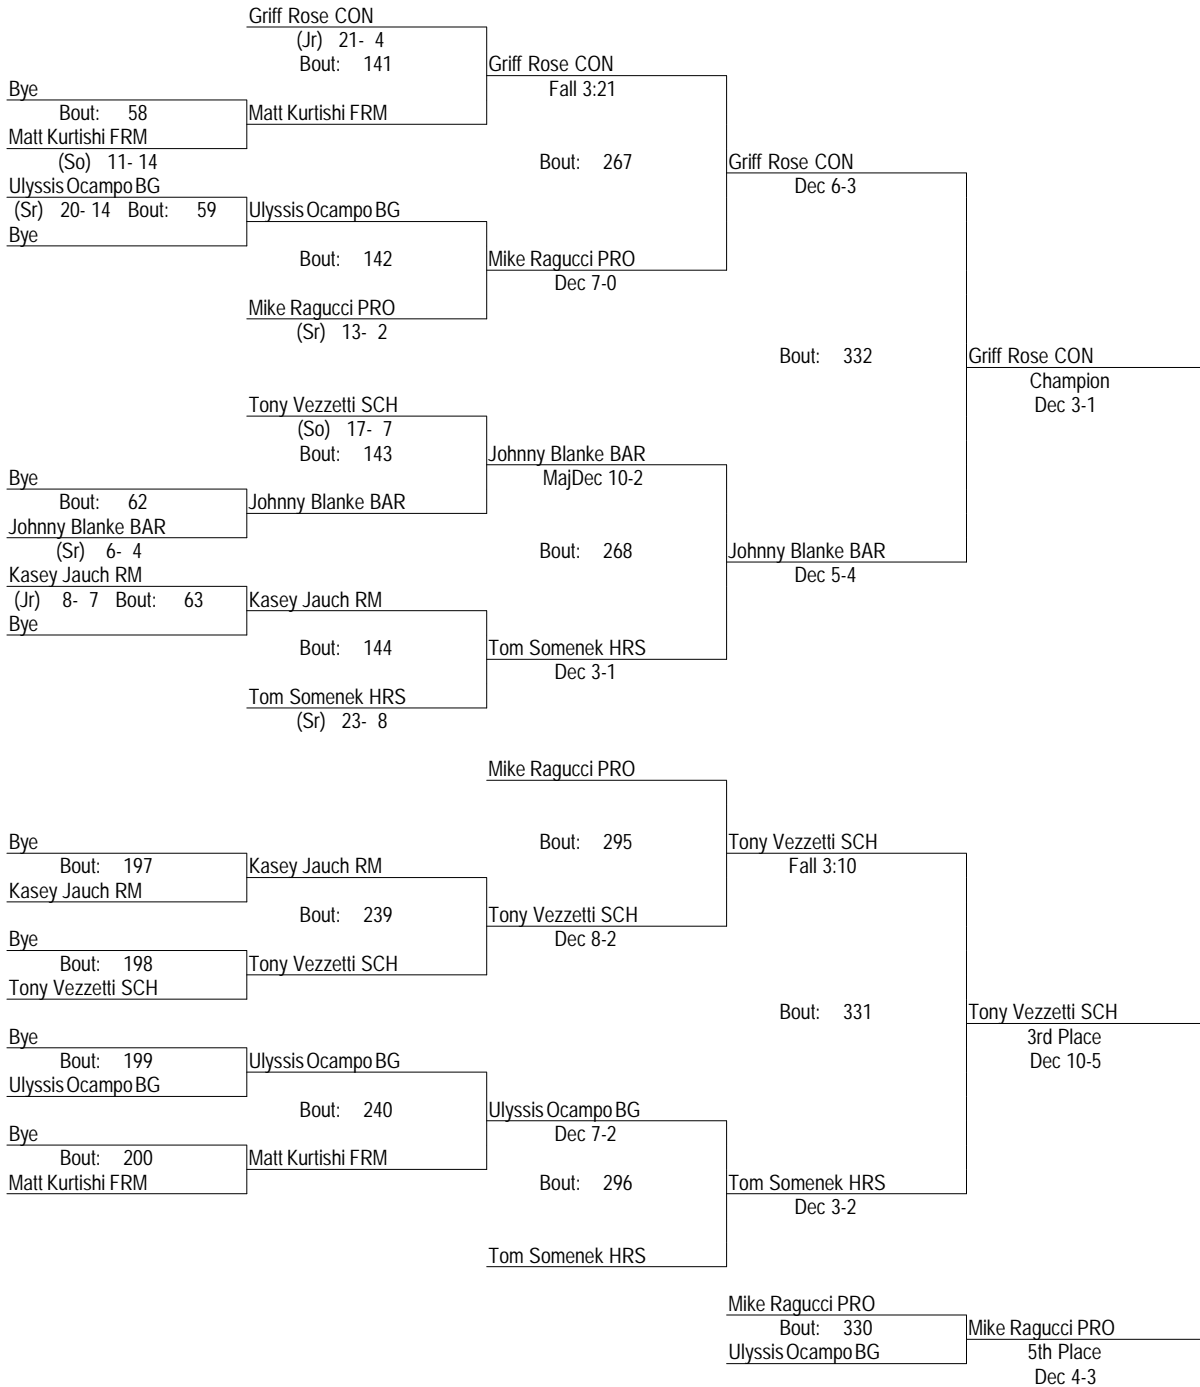 Griff Rose CON
(Jr) 21- 4
Bout: 141
Griff Rose CON
Fall 3:21
Bye
Bout: 58
Matt Kurtishi FRM
Matt Kurtishi FRM
(So) 11- 14
Bout: 267
Griff Rose CON
Dec 6-3
Ulyssis Ocampo BG
(Sr) 20- 14 Bout: 59
Ulyssis Ocampo BG
Bye
Bout: 142
Mike Ragucci PRO
Dec 7-0
Mike Ragucci PRO
(Sr) 13- 2
Bout: 332
Griff Rose CON
Champion
Dec 3-1
Tony Vezzetti SCH
(So) 17- 7
Bout: 143
Johnny Blanke BAR
MajDec 10-2
Bye
Bout: 62
Johnny Blanke BAR
Johnny Blanke BAR
(Sr) 6- 4
Bout: 268
Johnny Blanke BAR
Dec 5-4
Kasey Jauch RM
(Jr) 8- 7 Bout: 63
Kasey Jauch RM
Bye
Bout: 144
Tom Somenek HRS
Dec 3-1
Tom Somenek HRS
(Sr) 23- 8
Mike Ragucci PRO
Bout: 295
Tony Vezzetti SCH
Fall 3:10
Bye
Bout: 197
Kasey Jauch RM
Kasey Jauch RM
Bout: 239
Tony Vezzetti SCH
Dec 8-2
Bye
Bout: 198
Tony Vezzetti SCH
Tony Vezzetti SCH
Bout: 331
Tony Vezzetti SCH
3rd Place
Dec 10-5
Bye
Bout: 199
Ulyssis Ocampo BG
Ulyssis Ocampo BG
Bout: 240
Ulyssis Ocampo BG
Dec 7-2
Bye
Bout: 200
Matt Kurtishi FRM
Matt Kurtishi FRM
Bout: 296
Tom Somenek HRS
Dec 3-2
Tom Somenek HRS
Mike Ragucci PRO
Bout: 330
Mike Ragucci PRO
Ulyssis Ocampo BG
5th Place
Dec 4-3